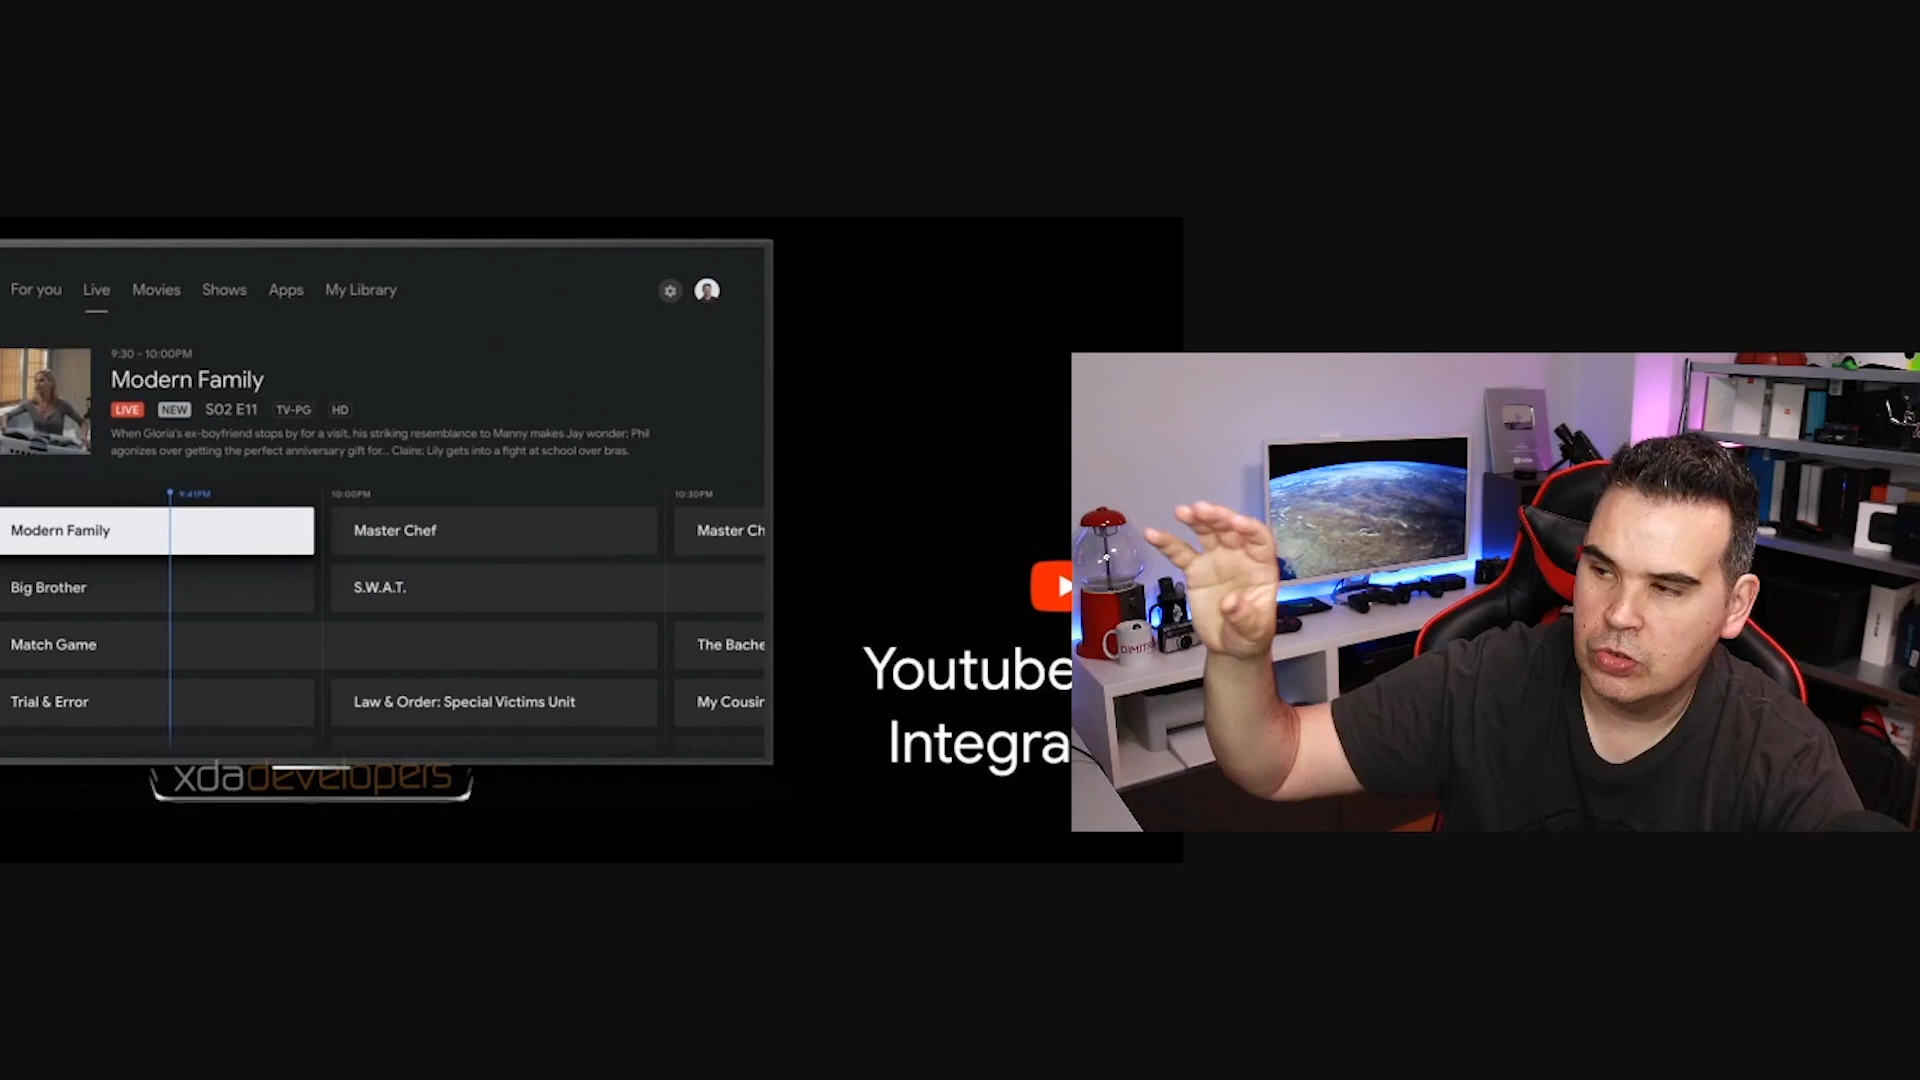 For you Live Movies Shows Apps My Library
9:30 - 10:00PM
Modern Family
LIVE NEW S02 E11 TV-PG HD
When Gloria's ex-boyfriend stops by for a visit, his striking resemblance to Manny makes Jay wonder; Phil
agonizes over getting the perfect anniversary gift for... Claire; Lily gets into a fight at school over bras.
9:41PM 10:00PM 10:30PM
Modern Family Master Chef Master Ch
Big Brother S.W.A.T.
Match Game The Bache
Trial & Error Law & Order: Special Victims Unit My Cousin
xdadevelopers
Youtube
Integra
DIMITR